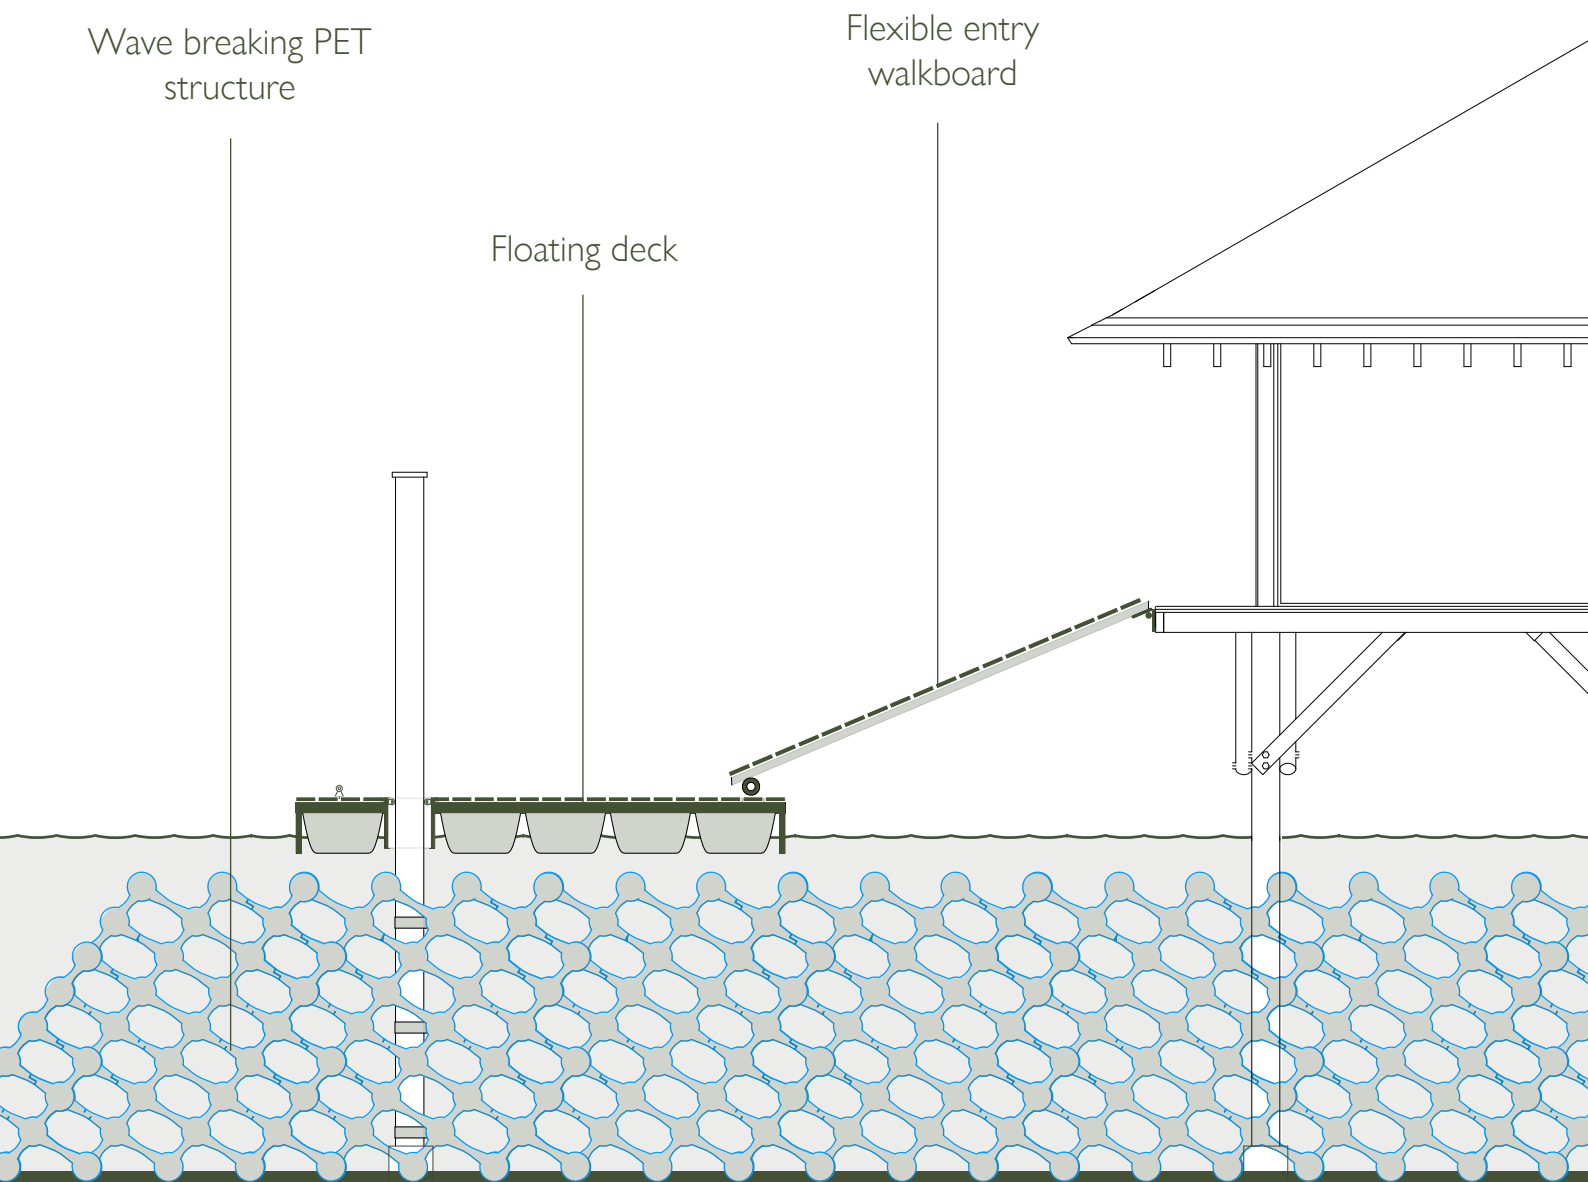 Wave breaking PET
structure
Flexible entry
walkboard
Floating deck